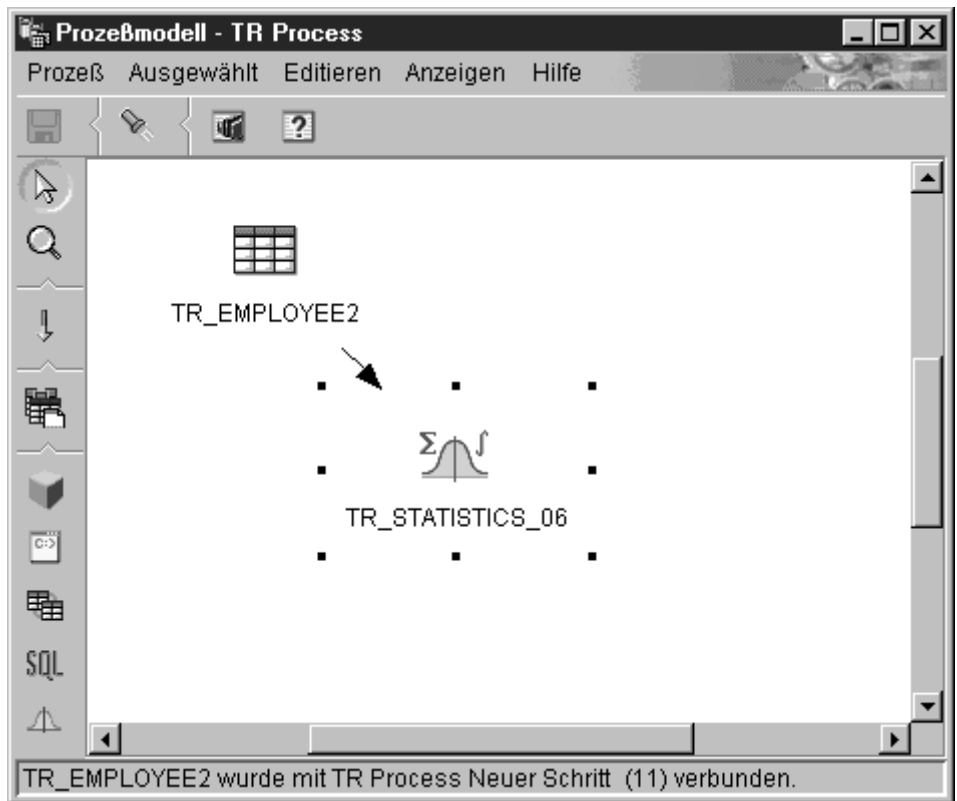 Prozeßmodell - TR Process
Prozeß Ausgewählt Editieren Anzeigen Hilfe
?
TR_EMPLOYEE2
Σ ∫
TR_STATISTICS_06
C:>
SQL
TR_EMPLOYEE2 wurde mit TR Process Neuer Schritt (11) verbunden.